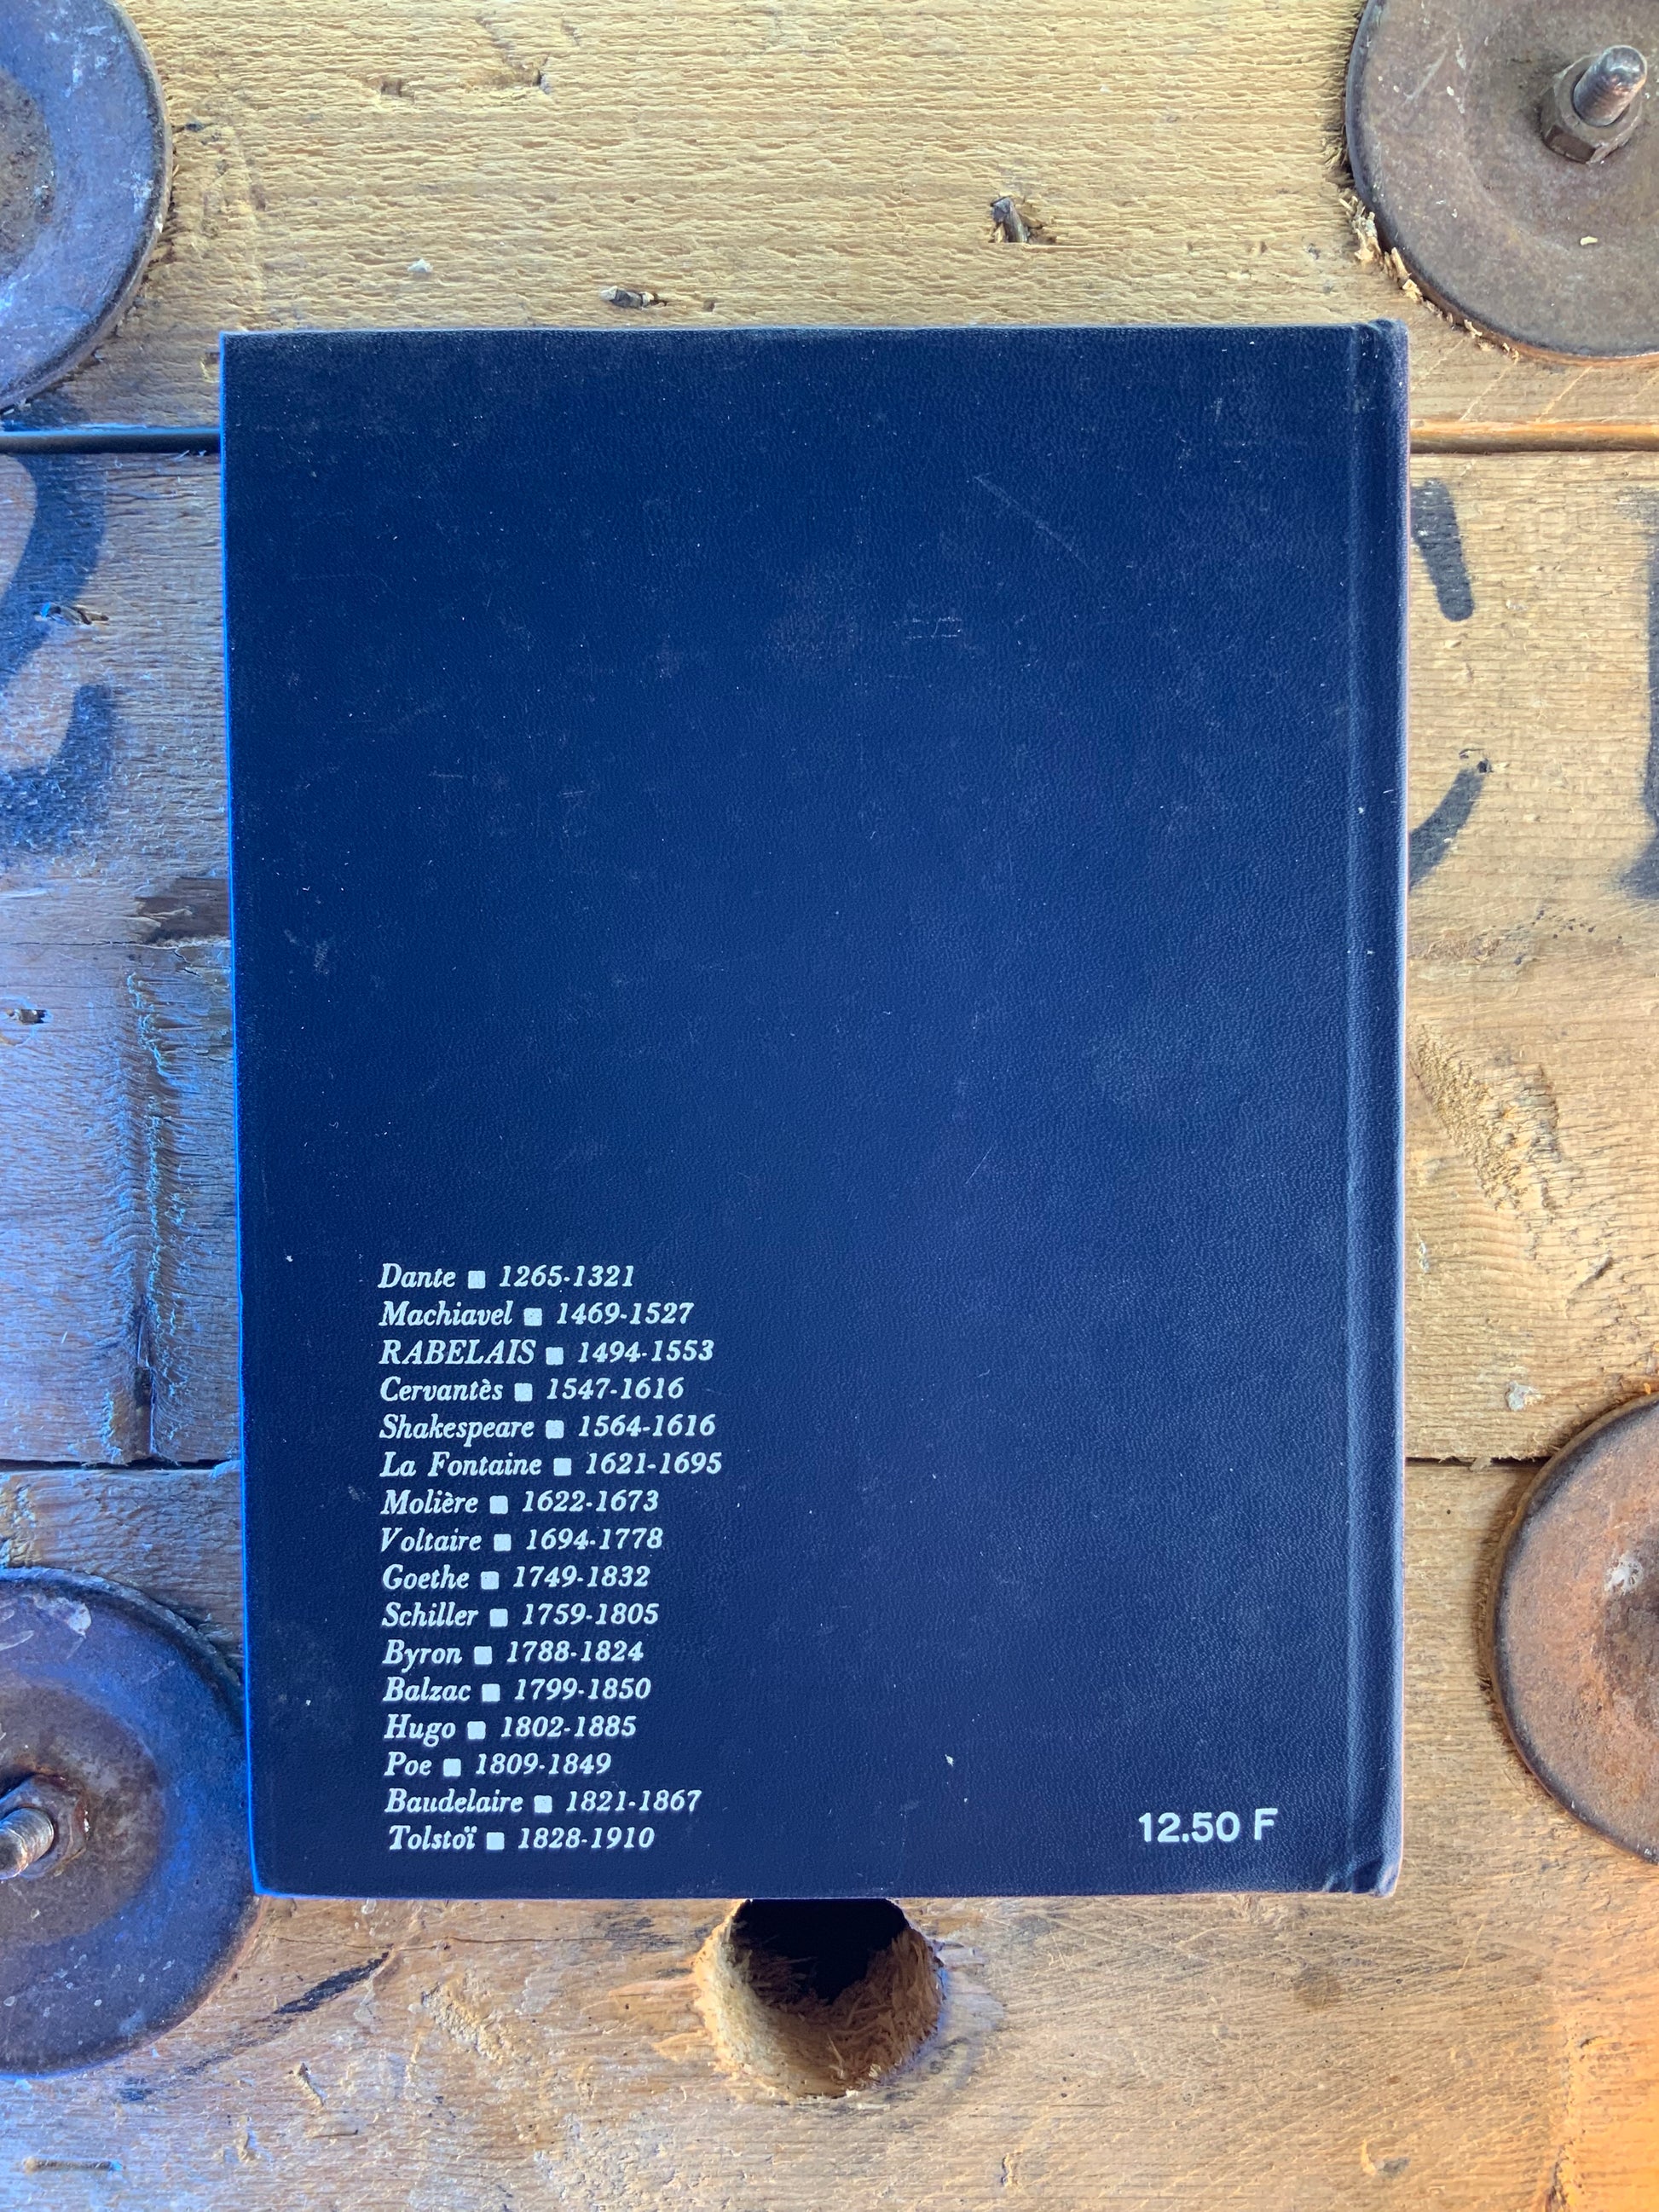 Dante ■ 1265-1321
Machiavel ■ 1469-1527
RABELAIS ■ 1494-1553
Cervantès ■ 1547-1616
Shakespeare ■ 1564-1616
La Fontaine ■ 1621-1695
Molière ■ 1622-1673
Voltaire ■ 1694-1778
Goethe ■ 1749-1832
Schiller ■ 1759-1805
Byron ■ 1788-1824
Balzac ■ 1799-1850
Hugo ■ 1802-1885
Poe ■ 1809-1849
Baudelaire ■ 1821-1867
Tolstoï ■ 1828-1910
12.50 F